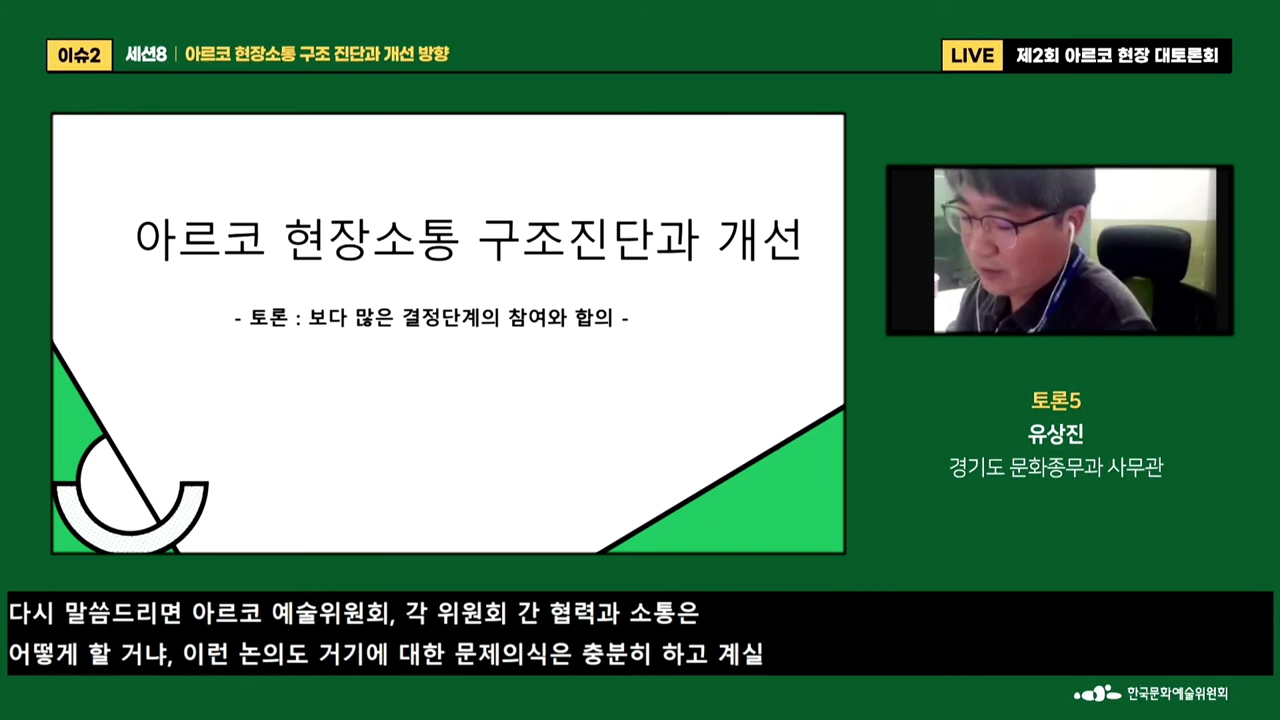 이슈2 세션8 | 아르코 현장소통 구조 진단과 개선 방향
LIVE 제2회 아르코 현장 대토론회
아르코 현장소통 구조진단과 개선
- 토론 : 보다 많은 결정단계의 참여와 합의 -
토론5
유상진
경기도 문화종무과 사무관
다시 말씀드리면 아르코 예술위원회, 각 위원회 간 협력과 소통은
어떻게 할 거냐, 이런 논의도 거기에 대한 문제의식은 충분히 하고 계실
한국문화예술위원회